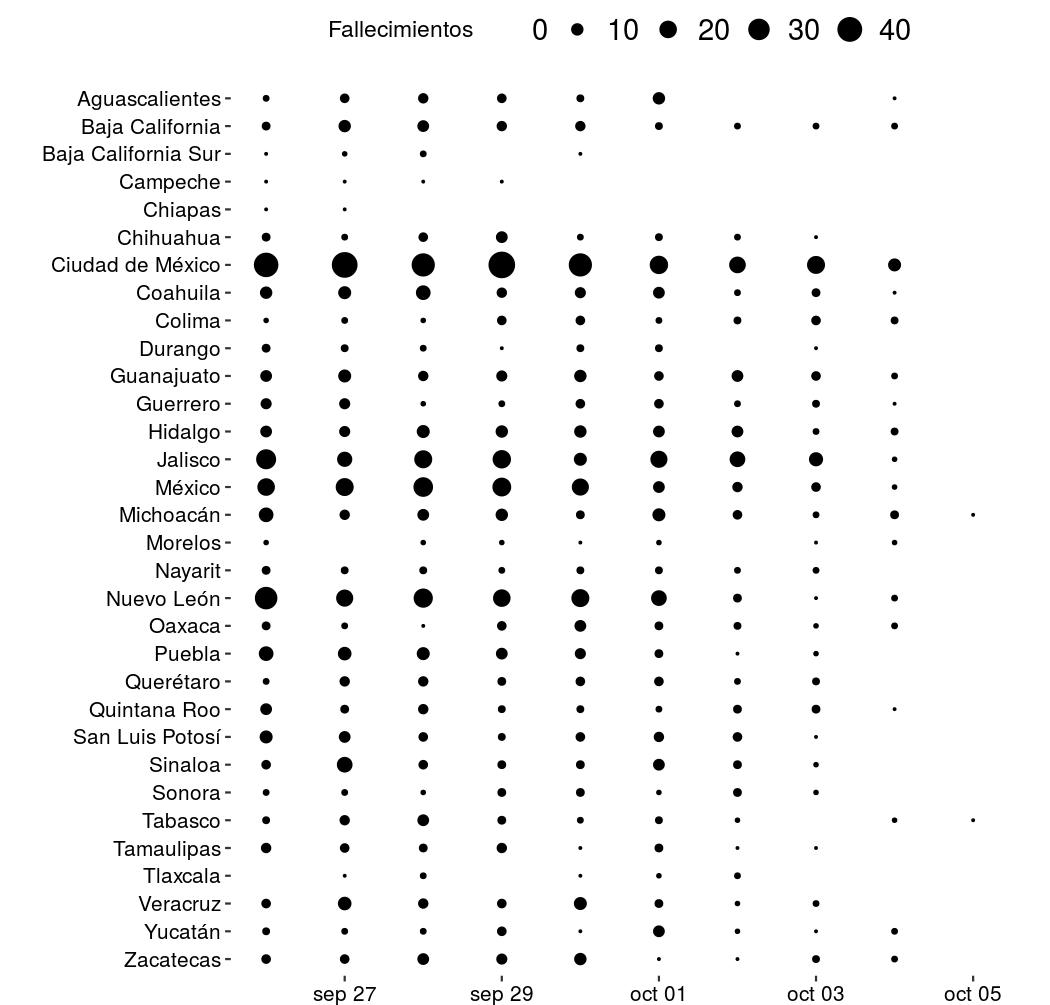 Fallecimientos 0 10 20 30 40
Aguascalientes
Baja California
Baja California Sur
Campeche
Chiapas
Chihuahua
Ciudad de México
Coahuila
Colima
Durango
Guanajuato
Guerrero
Hidalgo
Jalisco
México
Michoacán
Morelos
Nayarit
Nuevo León
Oaxaca
Puebla
Querétaro
Quintana Roo
San Luis Potosí
Sinaloa
Sonora
Tabasco
Tamaulipas
Tlaxcala
Veracruz
Yucatán
Zacatecas
sep 27 sep 29 oct 01 oct 03 oct 05